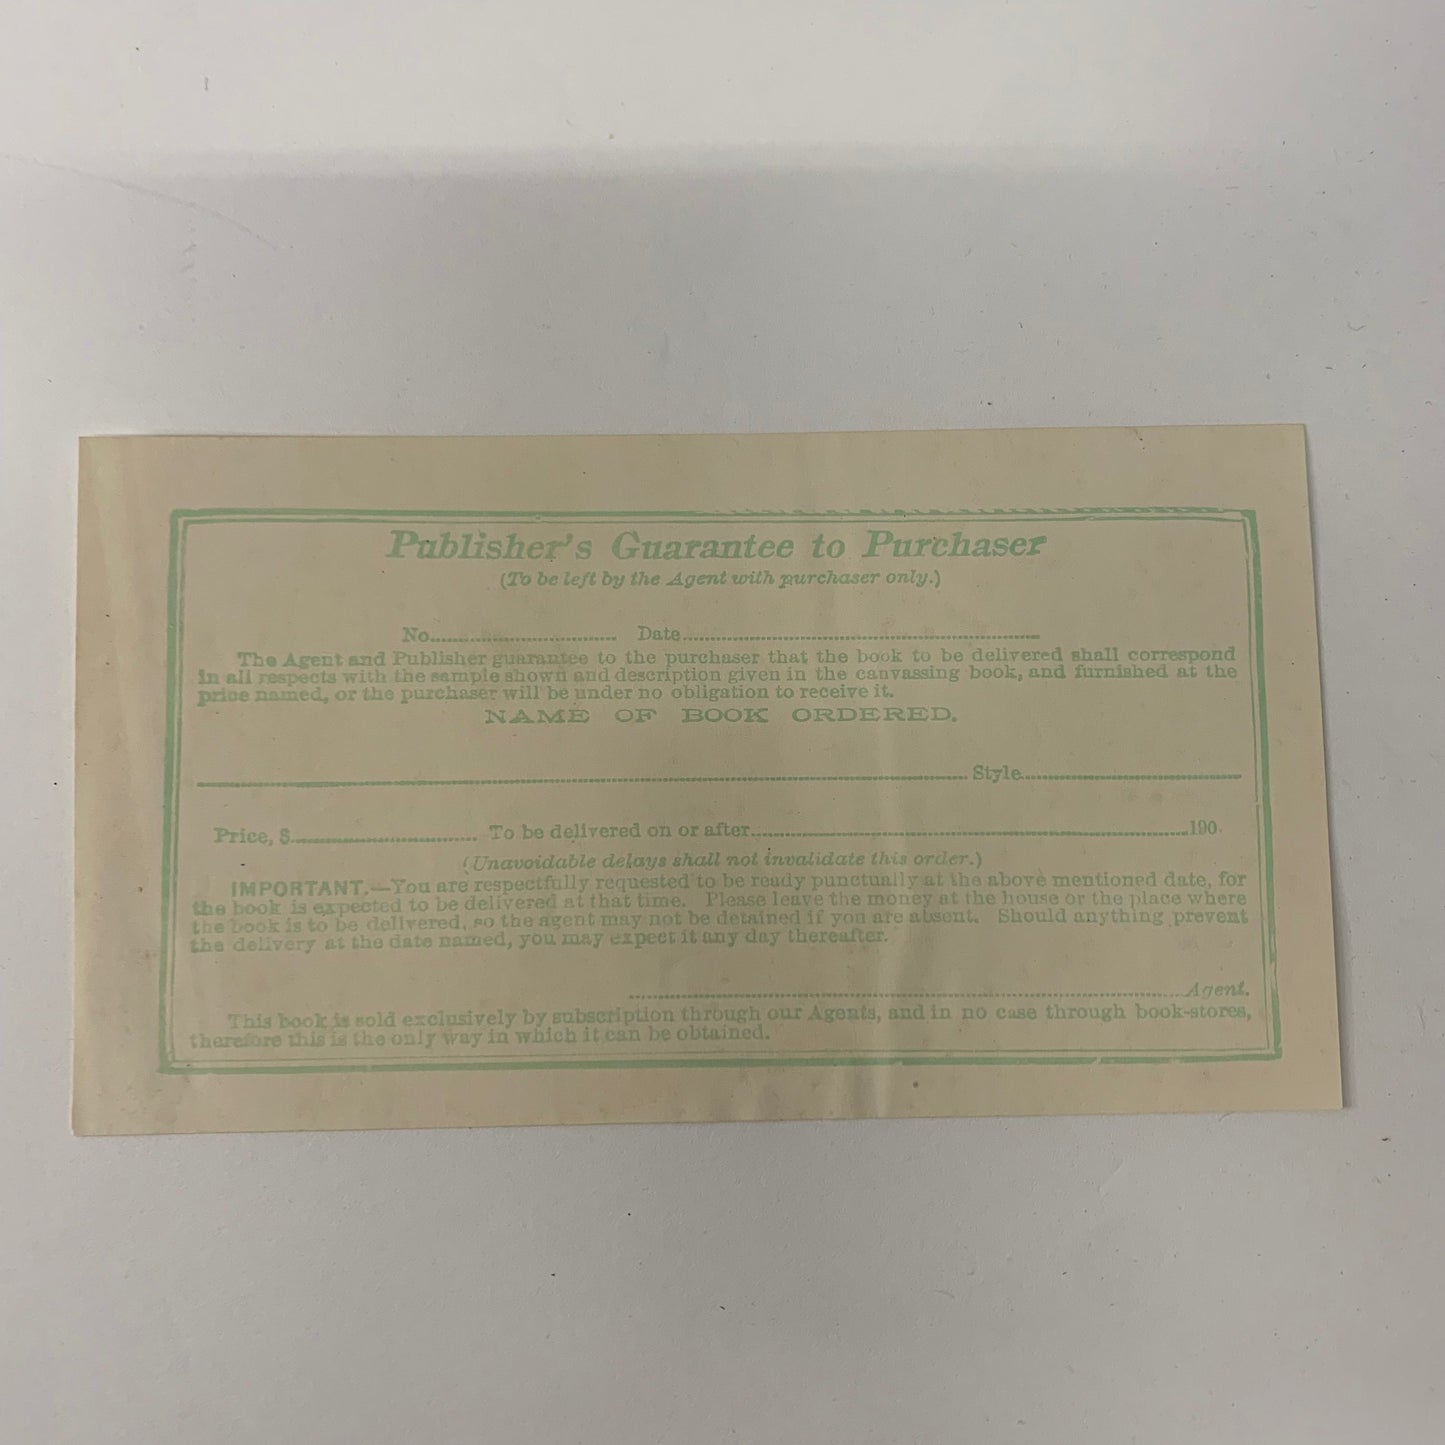 Publisher's Guarantee to Purchaser
(To be left by the Agent with purchaser only.)
No............................... Date............................................................
The Agent and Publisher guarantee to the purchaser that the book to be delivered shall correspond
in all respects with the sample shown and description given in the canvassing book, and furnished at the
price named, or the purchaser will be under no obligation to receive it.
NAME OF BOOK ORDERED.
............................................................ Style..............................
Price, $.............................. To be delivered on or after............................................................190.
(Unavoidable delays shall not invalidate this order.)
IMPORTANT.—You are respectfully requested to be ready punctually at the above mentioned date, for
the book is expected to be delivered at that time. Please leave the money at the house or the place where
the book is to be delivered, so the agent may not be detained if you are absent. Should anything prevent
the delivery at the date named, you may expect it any day thereafter.
............................................................Agent.
This book is sold exclusively by subscription through our Agents, and in no case through book-stores,
therefore this is the only way in which it can be obtained.